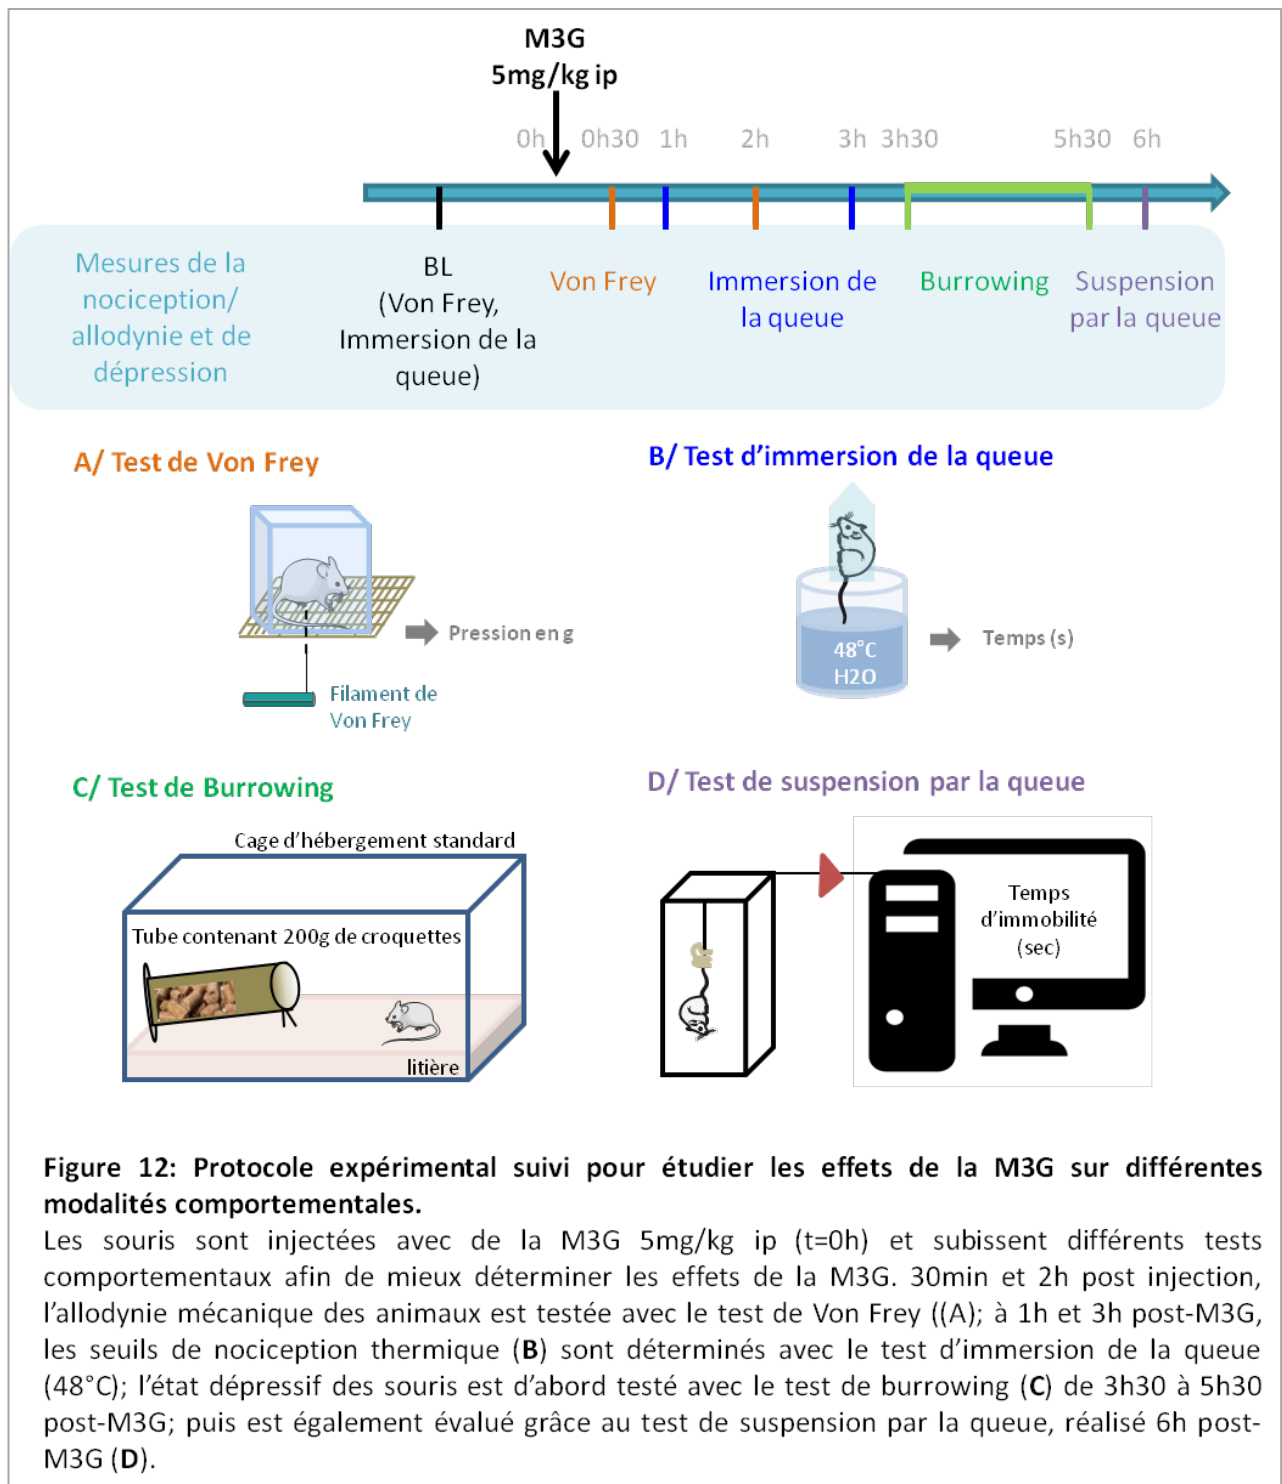 M3G
5mg/kg ip
0h 0h30 1h 2h 3h 3h30 5h30 6h
Mesures de la
nociception/
allodynie et de
dépression
BL
(Von Frey,
Immersion de la
queue)
Von Frey
Immersion de
la queue
Burrowing
Suspension
par la queue
A/ Test de Von Frey
Pression en g
Filament de
Von Frey
B/ Test d’immersion de la queue
48°C
H2O
Temps (s)
C/ Test de Burrowing
Cage d’hébergement standard
Tube contenant 200g de croquettes
litière
D/ Test de suspension par la queue
Temps
d’immobilité
(sec)
Figure 12: Protocole expérimental suivi pour étudier les effets de la M3G sur différentes
modalités comportementales.
Les souris sont injectées avec de la M3G 5mg/kg ip (t=0h) et subissent différents tests
comportementaux afin de mieux déterminer les effets de la M3G. 30min et 2h post injection,
l’allodynie mécanique des animaux est testée avec le test de Von Frey ((A); à 1h et 3h post-M3G,
les seuils de nociception thermique (B) sont déterminés avec le test d’immersion de la queue
(48°C); l’état dépressif des souris est d’abord testé avec le test de burrowing (C) de 3h30 à 5h30
post-M3G; puis est également évalué grâce au test de suspension par la queue, réalisé 6h post-
M3G (D).